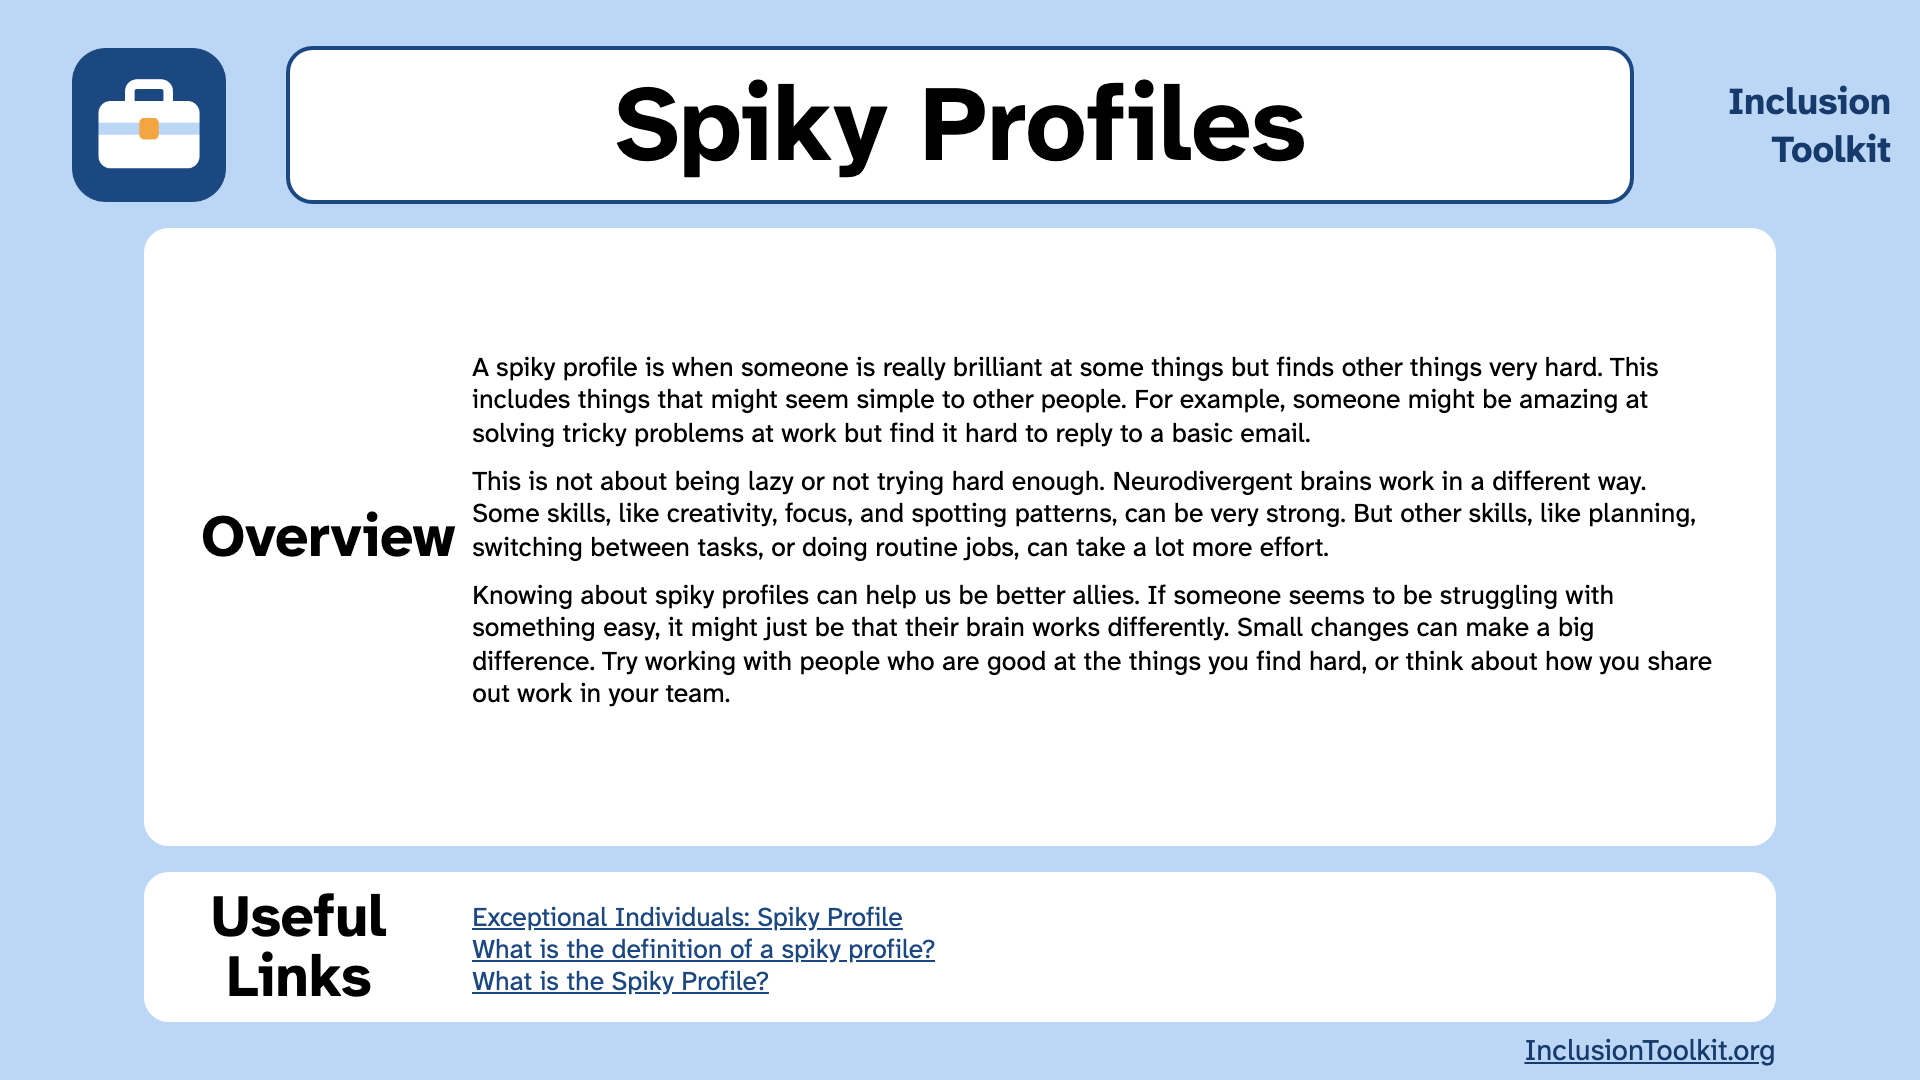 Spiky Profiles
Inclusion
Toolkit
Overview
A spiky profile is when someone is really brilliant at some things but finds other things very hard. This
includes things that might seem simple to other people. For example, someone might be amazing at
solving tricky problems at work but find it hard to reply to a basic email.
This is not about being lazy or not trying hard enough. Neurodivergent brains work in a different way.
Some skills, like creativity, focus, and spotting patterns, can be very strong. But other skills, like planning,
switching between tasks, or doing routine jobs, can take a lot more effort.
Knowing about spiky profiles can help us be better allies. If someone seems to be struggling with
something easy, it might just be that their brain works differently. Small changes can make a big
difference. Try working with people who are good at the things you find hard, or think about how you share
out work in your team.
Useful
Links
Exceptional Individuals: Spiky Profile
What is the definition of a spiky profile?
What is the Spiky Profile?
InclusionToolkit.org